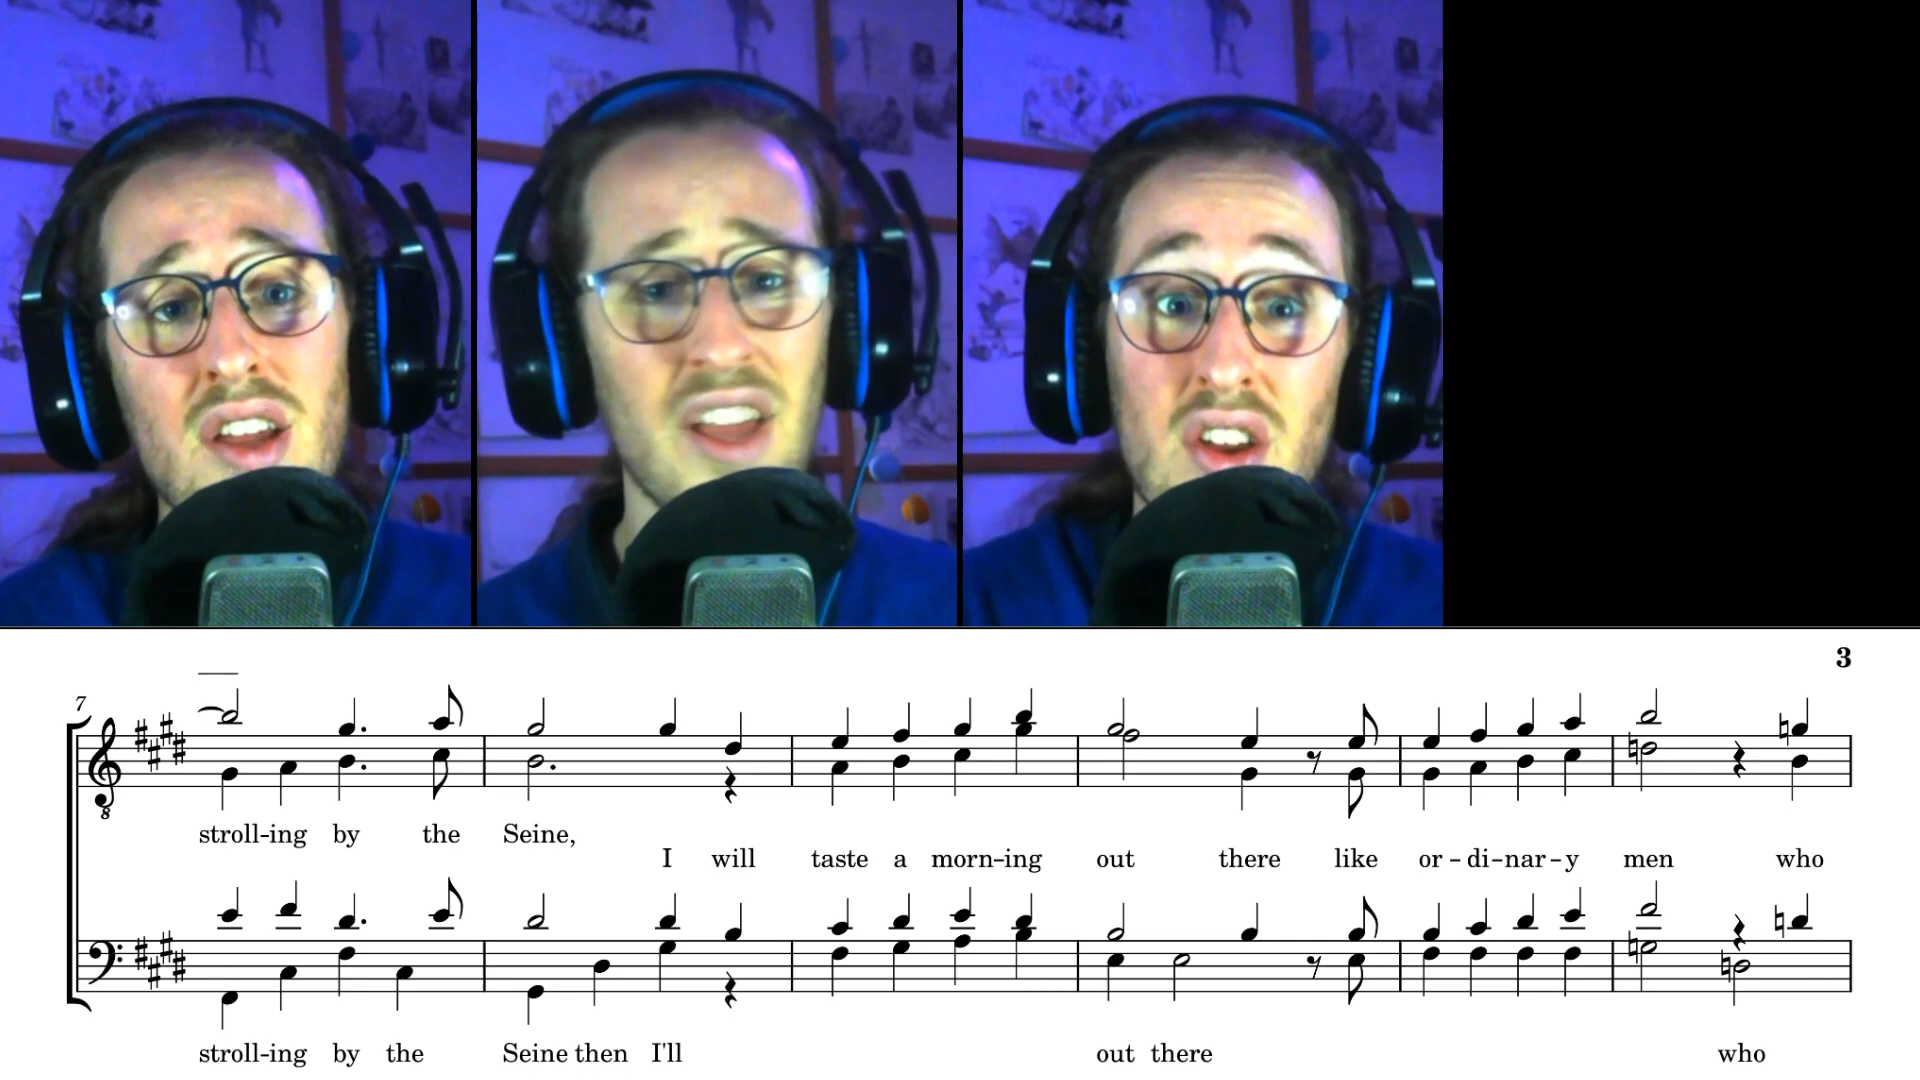 3
7
8
stroll-ing by the Seine,
I will taste a morn-ing out there like or-di-nar-y men who
stroll-ing by the Seine then I'll out there who